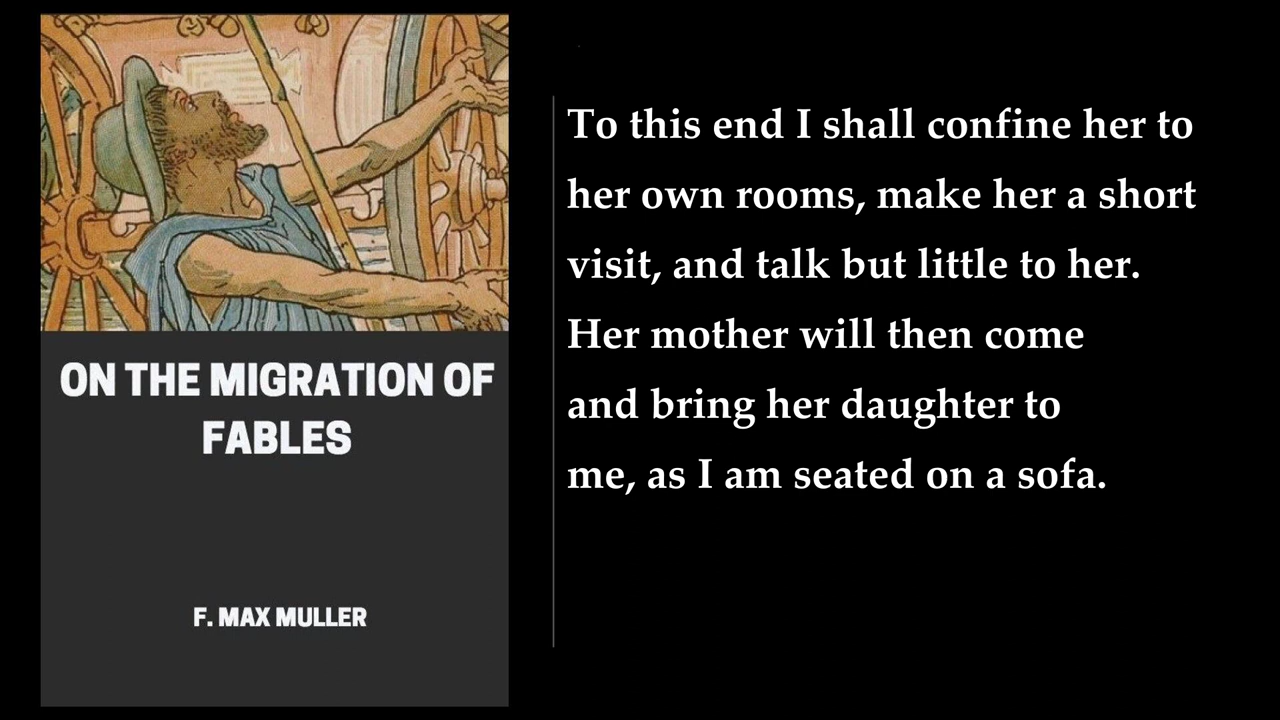 ON THE MIGRATION OF
FABLES
F. MAX MULLER
To this end I shall confine her to
her own rooms, make her a short
visit, and talk but little to her.
Her mother will then come
and bring her daughter to
me, as I am seated on a sofa.